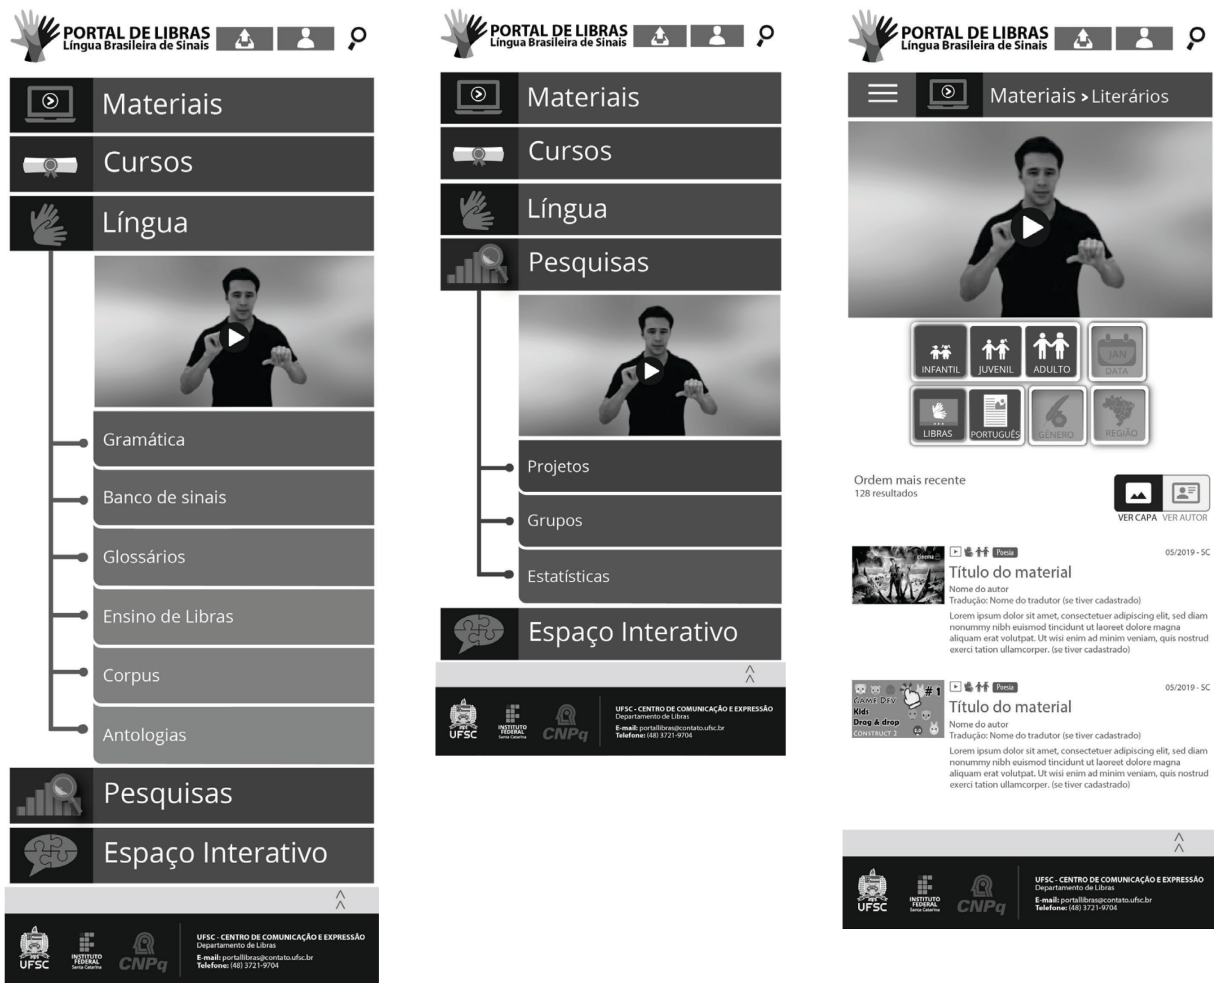 PORTAL DE LIBRAS
Língua Brasileira de Sinais
Materiais
Cursos
Língua
Gramática
Banco de sinais
Glossários
Ensino de Libras
Corpus
Antologias
Pesquisas
Espaço Interativo
UFSC
INSTITUTO
FEDERAL
Santa Catarina
CNPq
UFSC - CENTRO DE COMUNICAÇÃO E EXPRESSÃO
Departamento de Libras
E-mail: portallibras@contato.ufsc.br
Telefone: (48) 3721-9704
PORTAL DE LIBRAS
Língua Brasileira de Sinais
Materiais
Cursos
Língua
Pesquisas
Projetos
Grupos
Estatísticas
Espaço Interativo
UFSC
INSTITUTO
FEDERAL
Santa Catarina
CNPq
UFSC - CENTRO DE COMUNICAÇÃO E EXPRESSÃO
Departamento de Libras
E-mail: portallibras@contato.ufsc.br
Telefone: (48) 3721-9704
PORTAL DE LIBRAS
Língua Brasileira de Sinais
Materiais > Literários
INFANTIL JUVENIL ADULTO JAN DATA
LIBRAS PORTUGUÊS GÊNERO REGIÃO
Ordem mais recente
128 resultados
VER CAPA VER AUTOR
cinema
Poesia 05/2019 - SC
Título do material
Nome do autor
Tradução: Nome do tradutor (se tiver cadastrado)
Lorem ipsum dolor sit amet, consectetuer adipiscing elit, sed diam
nonummy nibh euismod tincidunt ut laoreet dolore magna
aliquam erat volutpat. Ut wisi enim ad minim veniam, quis nostrud
exerci tation ullamcorper. (se tiver cadastrado)
GAME DEV #1
Kids
Drag & drop
CONSTRUCT 2
Poesia 05/2019 - SC
Título do material
Nome do autor
Tradução: Nome do tradutor (se tiver cadastrado)
Lorem ipsum dolor sit amet, consectetuer adipiscing elit, sed diam
nonummy nibh euismod tincidunt ut laoreet dolore magna
aliquam erat volutpat. Ut wisi enim ad minim veniam, quis nostrud
exerci tation ullamcorper. (se tiver cadastrado)
UFSC
INSTITUTO
FEDERAL
Santa Catarina
CNPq
UFSC - CENTRO DE COMUNICAÇÃO E EXPRESSÃO
Departamento de Libras
E-mail: portallibras@contato.ufsc.br
Telefone: (48) 3721-9704